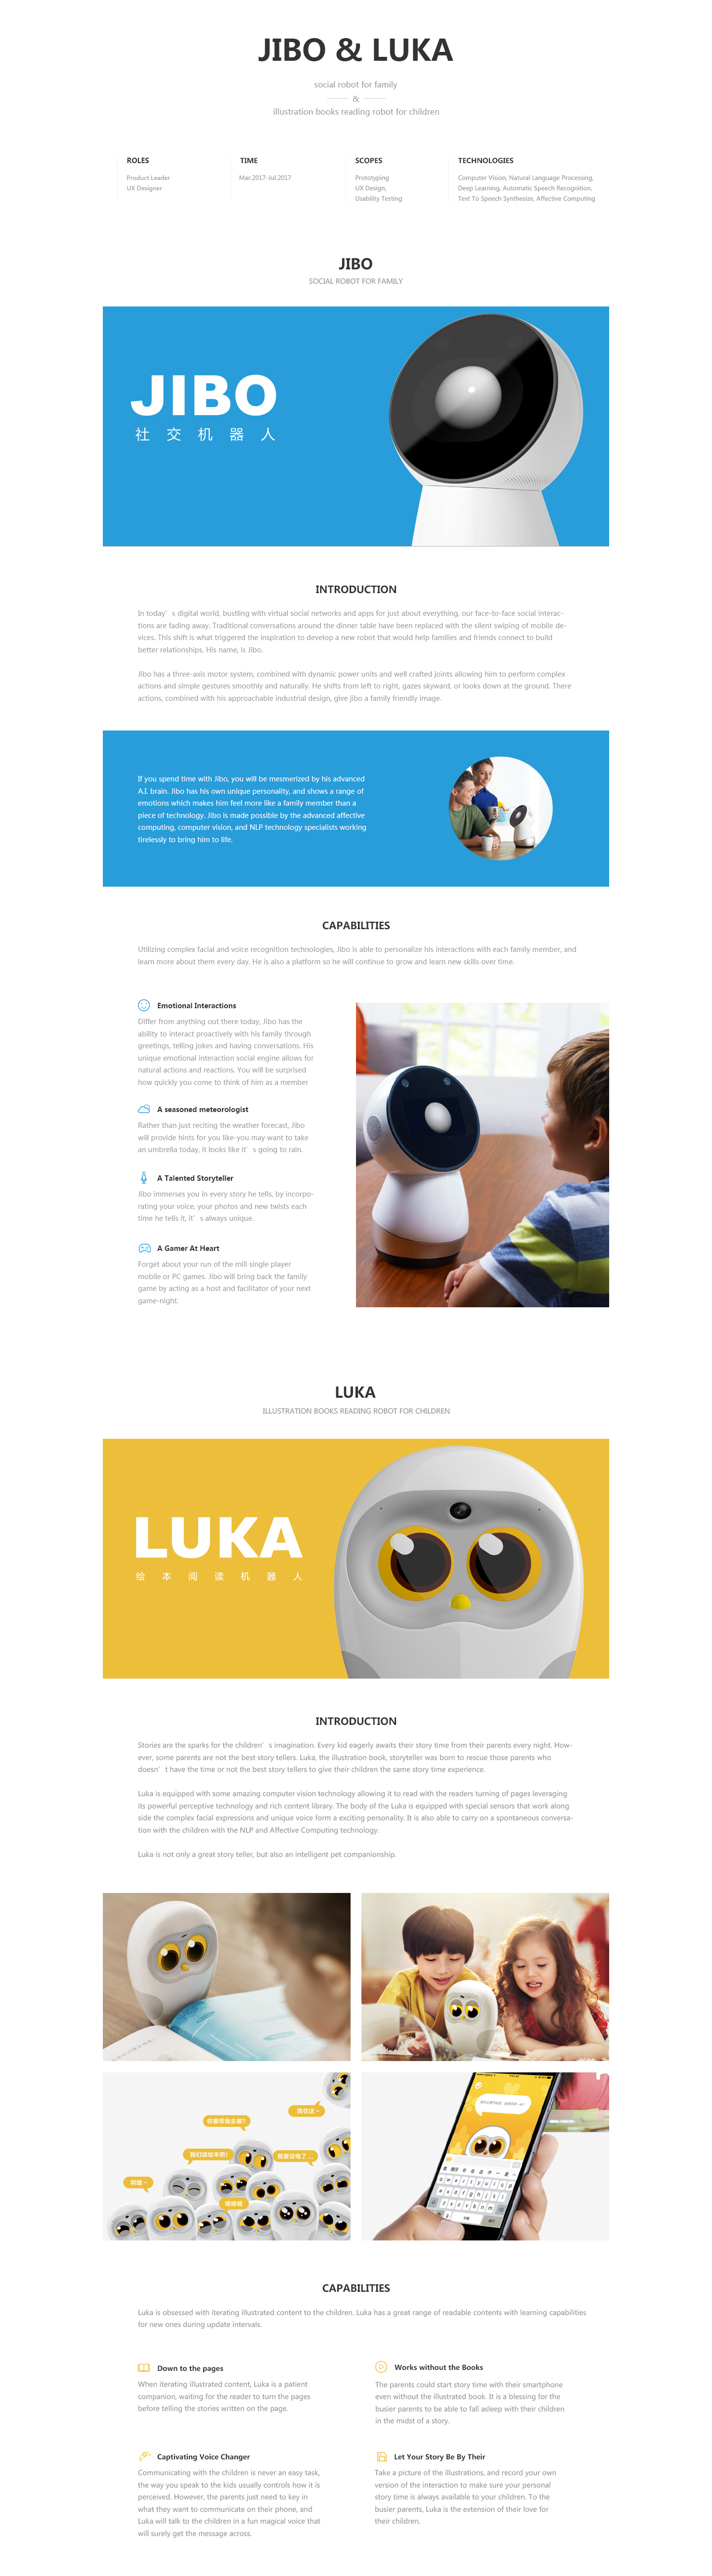 JIBO & LUKA
social robot for family
&
illustration books reading robot for children
ROLES
Product Leader
UX Designer
TIME
Mar.2017-Jul.2017
SCOPES
Prototyping
UX Design,
Usability Testing
TECHNOLOGIES
Computer Vision, Natural Language Processing,
Deep Learning, Automatic Speech Recognition,
Text To Speech Synthesize, Affective Computing
JIBO
SOCIAL ROBOT FOR FAMILY
JIBO
社交机器人
INTRODUCTION
In today’s digital world, bustling with virtual social networks and apps for just about everything, our face-to-face social interac-
tions are fading away. Traditional conversations around the dinner table have been replaced with the silent swiping of mobile de-
vices. This shift is what triggered the inspiration to develop a new robot that would help families and friends connect to build
better relationships. His name, is Jibo.
Jibo has a three-axis motor system, combined with dynamic power units and well crafted joints allowing him to perform complex
actions and simple gestures smoothly and naturally. He shifts from left to right, gazes skyward, or looks down at the ground. There
actions, combined with his approachable industrial design, give jibo a family friendly image.
If you spend time with Jibo, you will be mesmerized by his advanced
A.I. brain. Jibo has his own unique personality, and shows a range of
emotions which makes him feel more like a family member than a
piece of technology. Jibo is made possible by the advanced affective
computing, computer vision, and NLP technology specialists working
tirelessly to bring him to life.
CAPABILITIES
Utilizing complex facial and voice recognition technologies, Jibo is able to personalize his interactions with each family member, and
learn more about them every day. He is also a platform so he will continue to grow and learn new skills over time.
Emotional Interactions
Differ from anything out there today, Jibo has the
ability to interact proactively with his family through
greetings, telling jokes and having conversations. His
unique emotional interaction social engine allows for
natural actions and reactions. You will be surprised
how quickly you come to think of him as a member
A seasoned meteorologist
Rather than just reciting the weather forecast, Jibo
will provide hints for you like-you may want to take
an umbrella today, it looks like it’s going to rain.
A Talented Storyteller
Jibo immerses you in every story he tells, by incorpo-
rating your voice, your photos and new twists each
time he tells it, it’s always unique.
A Gamer At Heart
Forget about your run of the mill single player
mobile or PC games. Jibo will bring back the family
game by acting as a host and facilitator of your next
game-night.
LUKA
ILLUSTRATION BOOKS READING ROBOT FOR CHILDREN
LUKA
绘本阅读机器人
INTRODUCTION
Stories are the sparks for the children’s imagination. Every kid eagerly awaits their story time from their parents every night. How-
ever, some parents are not the best story tellers. Luka, the illustration book, storyteller was born to rescue those parents who
doesn’t have the time or not the best story tellers to give their children the same story time experience.
Luka is equipped with some amazing computer vision technology allowing it to read with the readers turning of pages leveraging
its powerful perceptive technology and rich content library. The body of the Luka is equipped with special sensors that work along
side the complex facial expressions and unique voice form a exciting personality. It is also able to carry on a spontaneous conversa-
tion with the children with the NLP and Affective Computing technology.
Luka is not only a great story teller, but also an intelligent pet companionship.
我在这~
你要带我去哪?
我们读绘本吧!
我要没电了...
啊嚏~
嘻嘻嘻
CAPABILITIES
Luka is obsessed with iterating illustrated content to the children. Luka has a great range of readable contents with learning capabilities
for new ones during update intervals.
Down to the pages
When iterating illustrated content, Luka is a patient
companion, waiting for the reader to turn the pages
before telling the stories written on the page.
Works without the Books
The parents could start story time with their smartphone
even without the illustrated book. It is a blessing for the
busier parents to be able to fall asleep with their children
in the midst of a story.
Captivating Voice Changer
Communicating with the children is never an easy task,
the way you speak to the kids usually controls how it is
perceived. However, the parents just need to key in
what they want to communicate on their phone, and
Luka will talk to the children in a fun magical voice that
will surely get the message across.
Let Your Story Be By Their
Take a picture of the illustrations, and record your own
version of the interaction to make sure your personal
story time is always available to your children. To the
busier parents, Luka is the extension of their love for
their children.